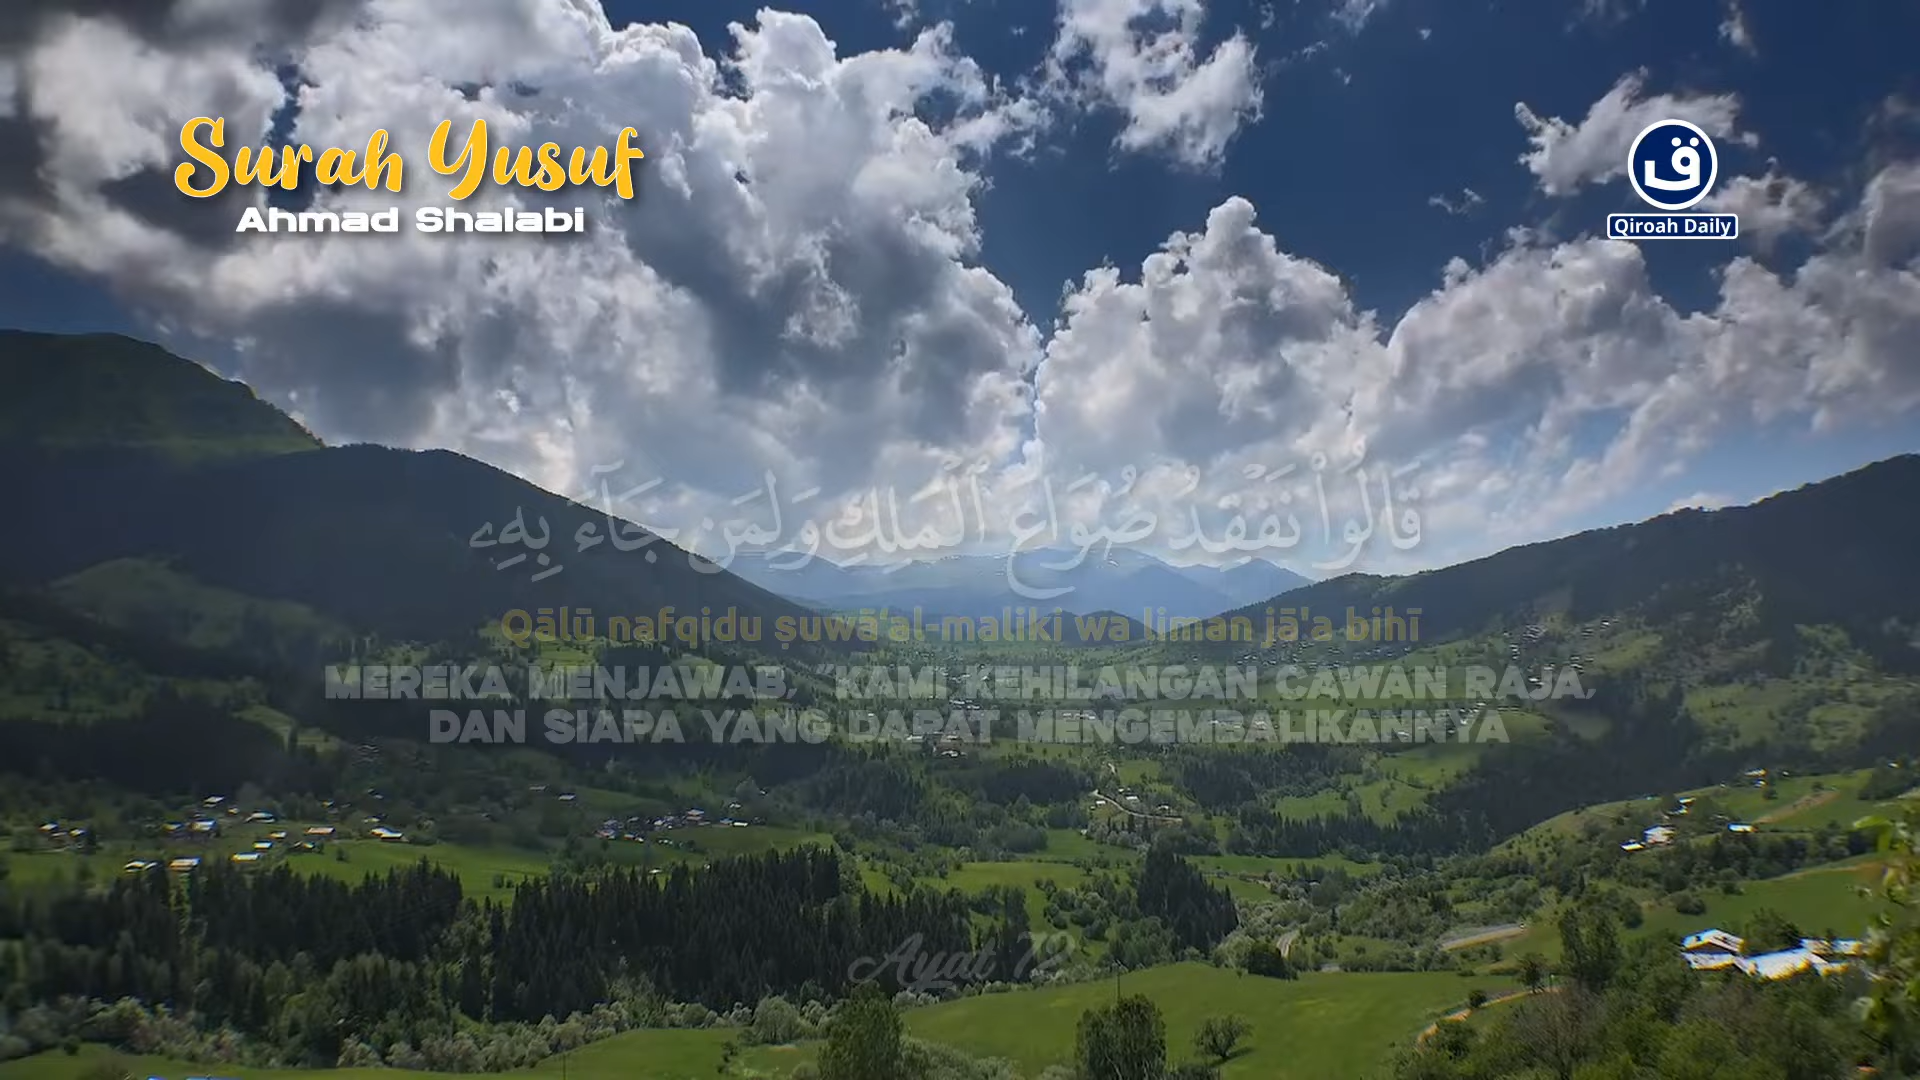 Surah Yusuf
Ahmad Shalabi
ق
Qiroah Daily
قَالُوا۟ نَفْقِدُ صُوَاعَ ٱلْمَلِكِ وَلِمَن جَآءَ بِهِۦ
Qālū nafqidu ṣuwā'al-maliki wa liman jā'a bihī
MEREKA MENJAWAB, "KAMI KEHILANGAN CAWAN RAJA,
DAN SIAPA YANG DAPAT MENGEMBALIKANNYA
Ayat 72